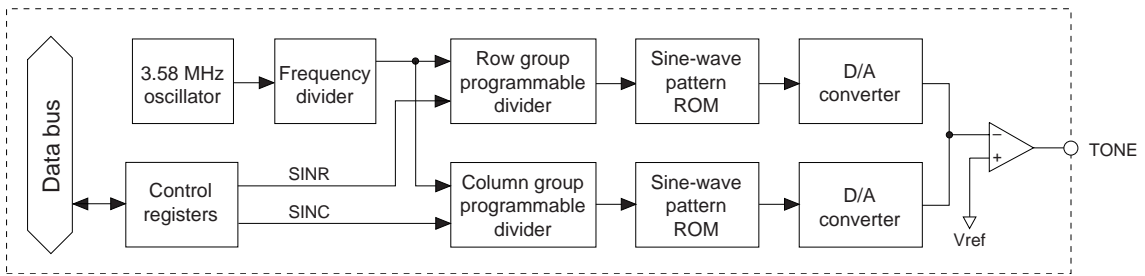 Data bus
3.58 MHz
oscillator
Frequency
divider
Row group
programmable
divider
Sine-wave
pattern
ROM
D/A
converter
Control
registers
SINR
SINC
Column group
programmable
divider
Sine-wave
pattern
ROM
D/A
converter
−
+
Vref
TONE